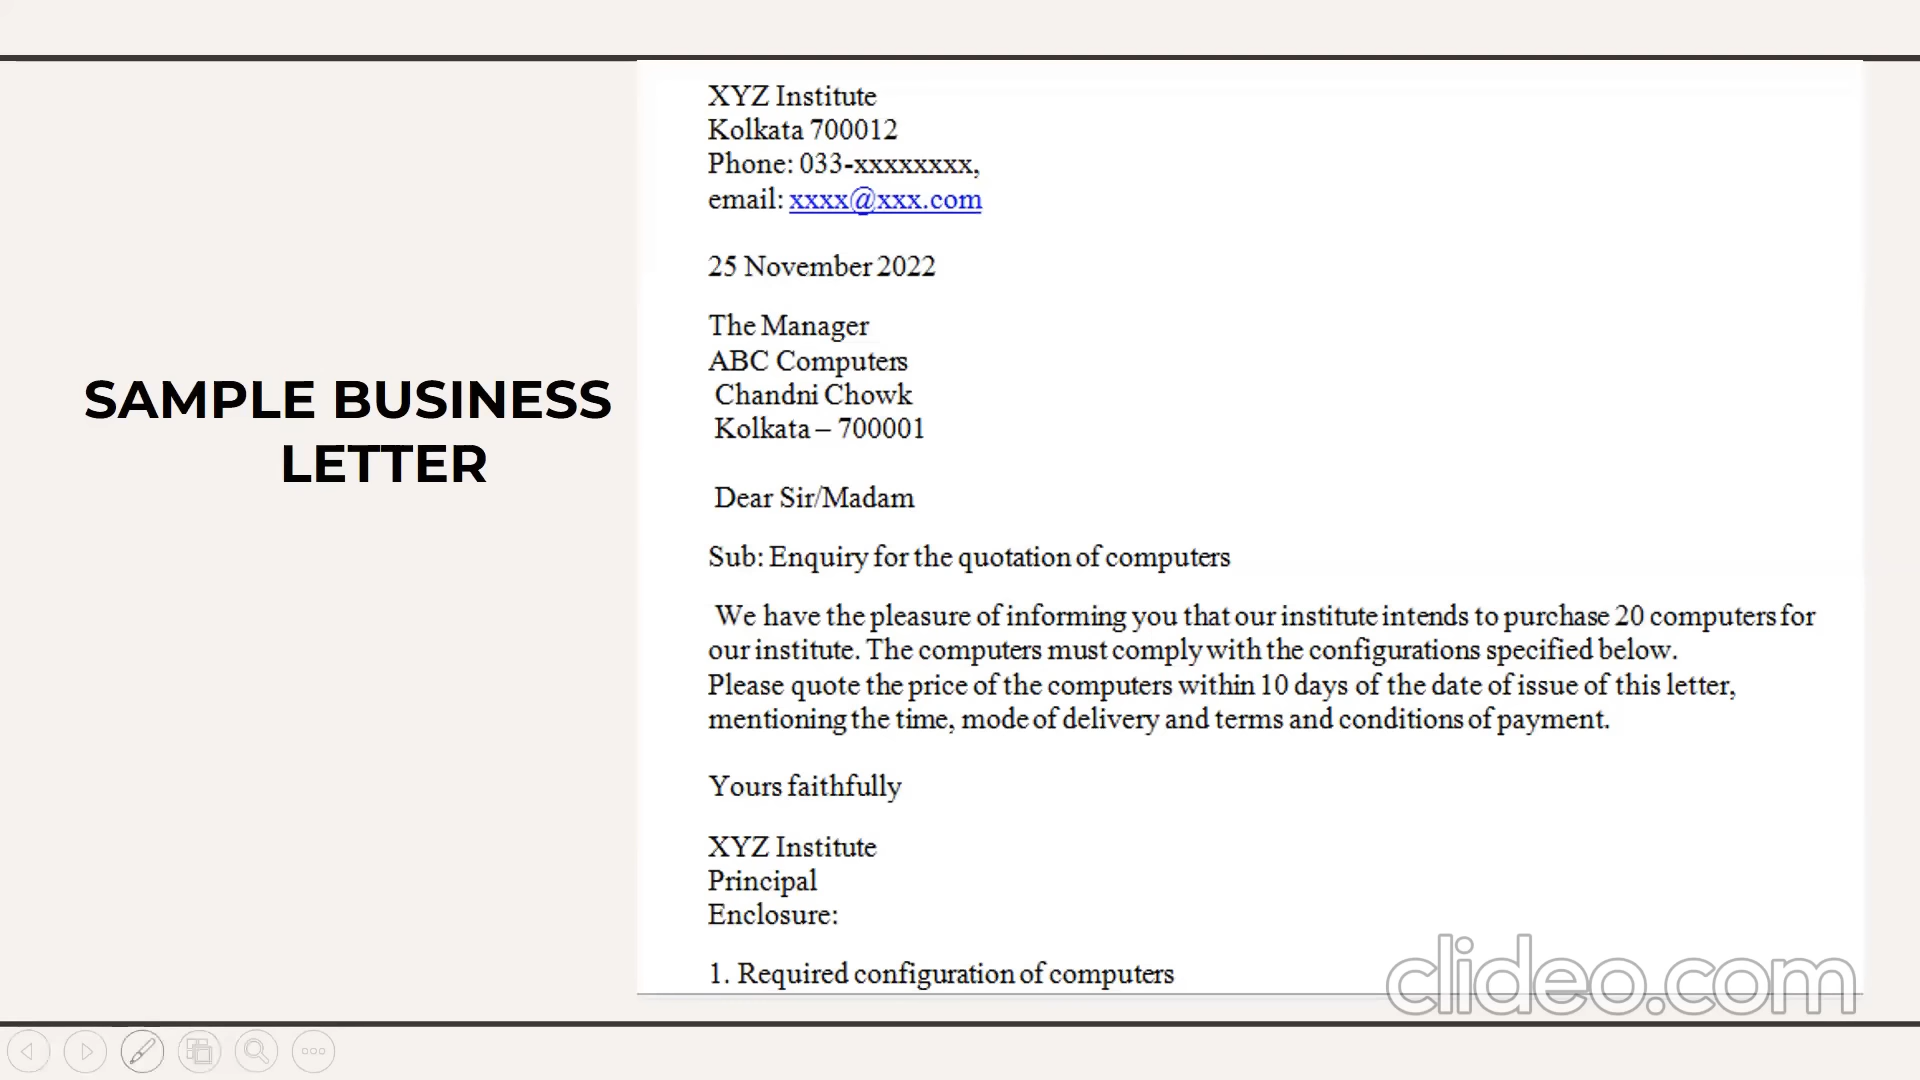 SAMPLE BUSINESS
LETTER
XYZ Institute
Kolkata 700012
Phone: 033-xxxxxxxx,
email: xxxx@xxx.com
25 November 2022
The Manager
ABC Computers
Chandni Chowk
Kolkata – 700001
Dear Sir/Madam
Sub: Enquiry for the quotation of computers
We have the pleasure of informing you that our institute intends to purchase 20 computers for
our institute. The computers must comply with the configurations specified below.
Please quote the price of the computers within 10 days of the date of issue of this letter,
mentioning the time, mode of delivery and terms and conditions of payment.
Yours faithfully
XYZ Institute
Principal
Enclosure:
1. Required configuration of computers
clideo.com